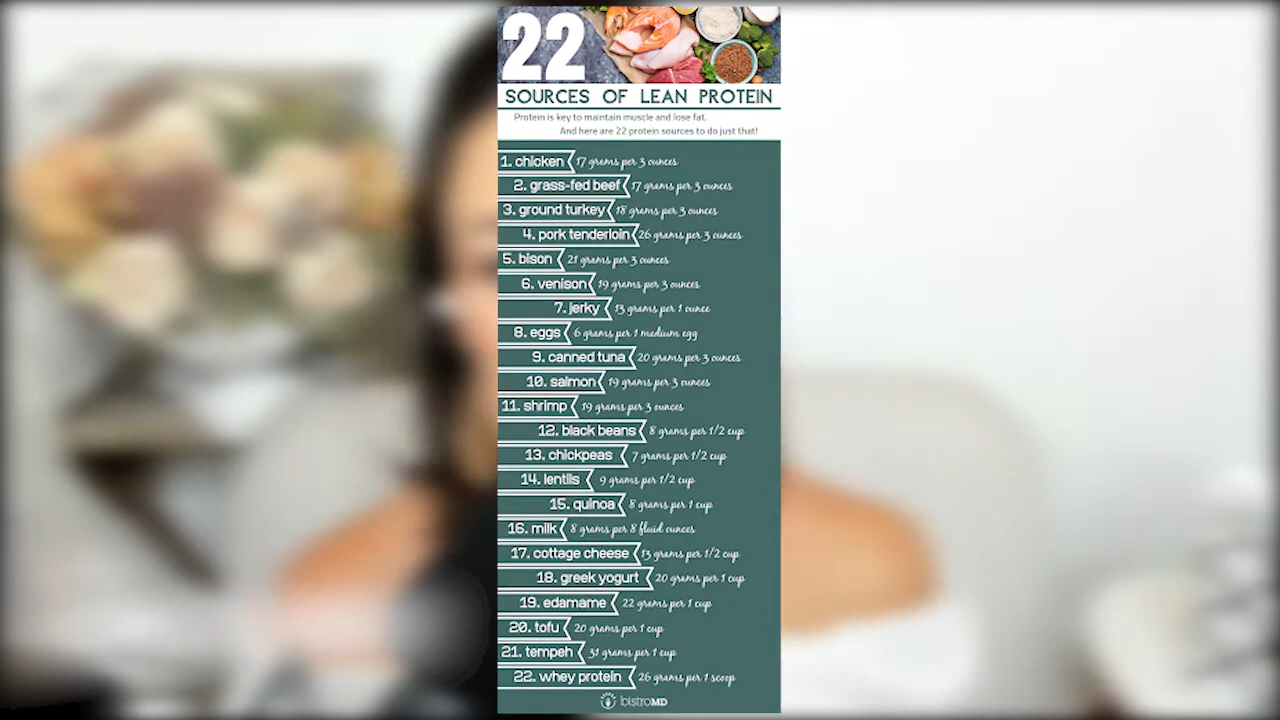 22
SOURCES OF LEAN PROTEIN
Protein is key to maintain muscle and lose fat.
And here are 22 protein sources to do just that!
1. chicken 17 grams per 3 ounces
2. grass-fed beef 17 grams per 3 ounces
3. ground turkey 18 grams per 3 ounces
4. pork tenderloin 26 grams per 3 ounces
5. bison 21 grams per 3 ounces
6. venison 19 grams per 3 ounces
7. jerky 13 grams per 1 ounce
8. eggs 6 grams per 1 medium egg
9. canned tuna 20 grams per 3 ounces
10. salmon 19 grams per 3 ounces
11. shrimp 19 grams per 3 ounces
12. black beans 8 grams per 1/2 cup
13. chickpeas 7 grams per 1/2 cup
14. lentils 9 grams per 1/2 cup
15. quinoa 8 grams per 1 cup
16. milk 8 grams per 8 fluid ounces
17. cottage cheese 13 grams per 1/2 cup
18. greek yogurt 20 grams per 1 cup
19. edamame 22 grams per 1 cup
20. tofu 20 grams per 1 cup
21. tempeh 31 grams per 1 cup
22. whey protein 26 grams per 1 scoop
bistroMD